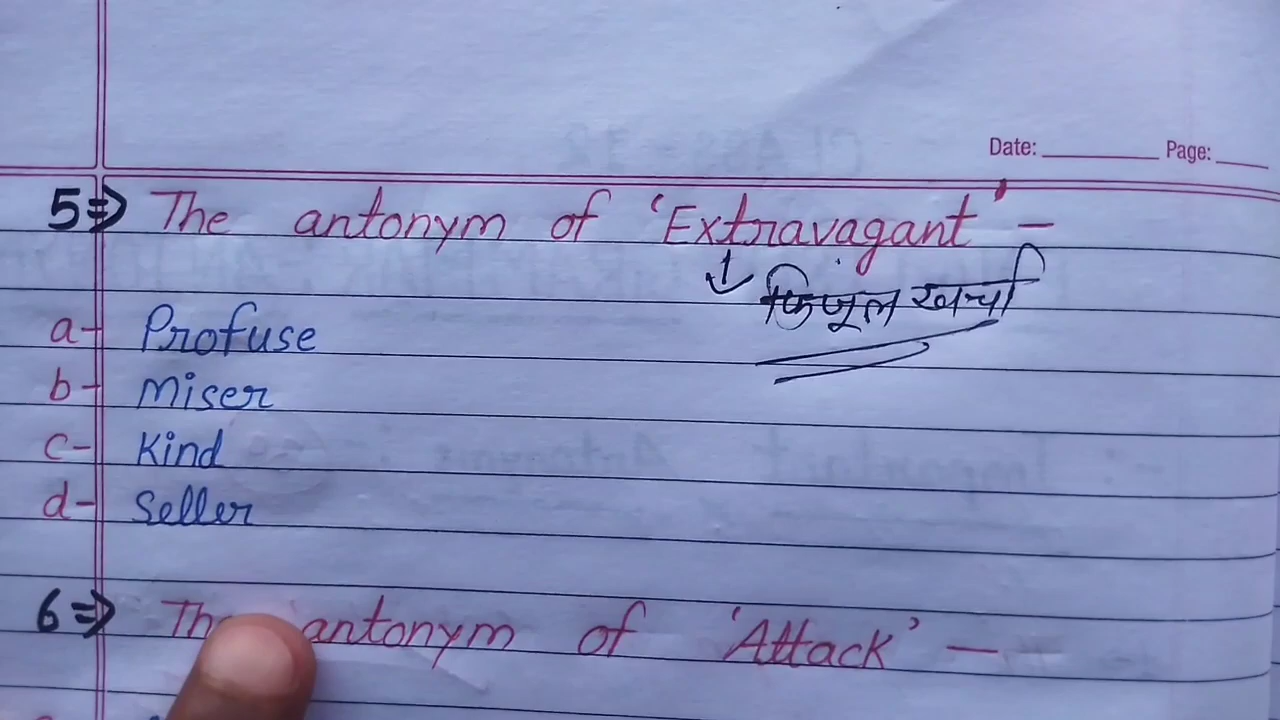 Date: Page:
5⇒ The antonym of 'Extravagant' –
↓ फिजूल खर्ची
a- Profuse
b- Miser
c- Kind
d- Seller
6⇒ The antonym of 'Attack' –